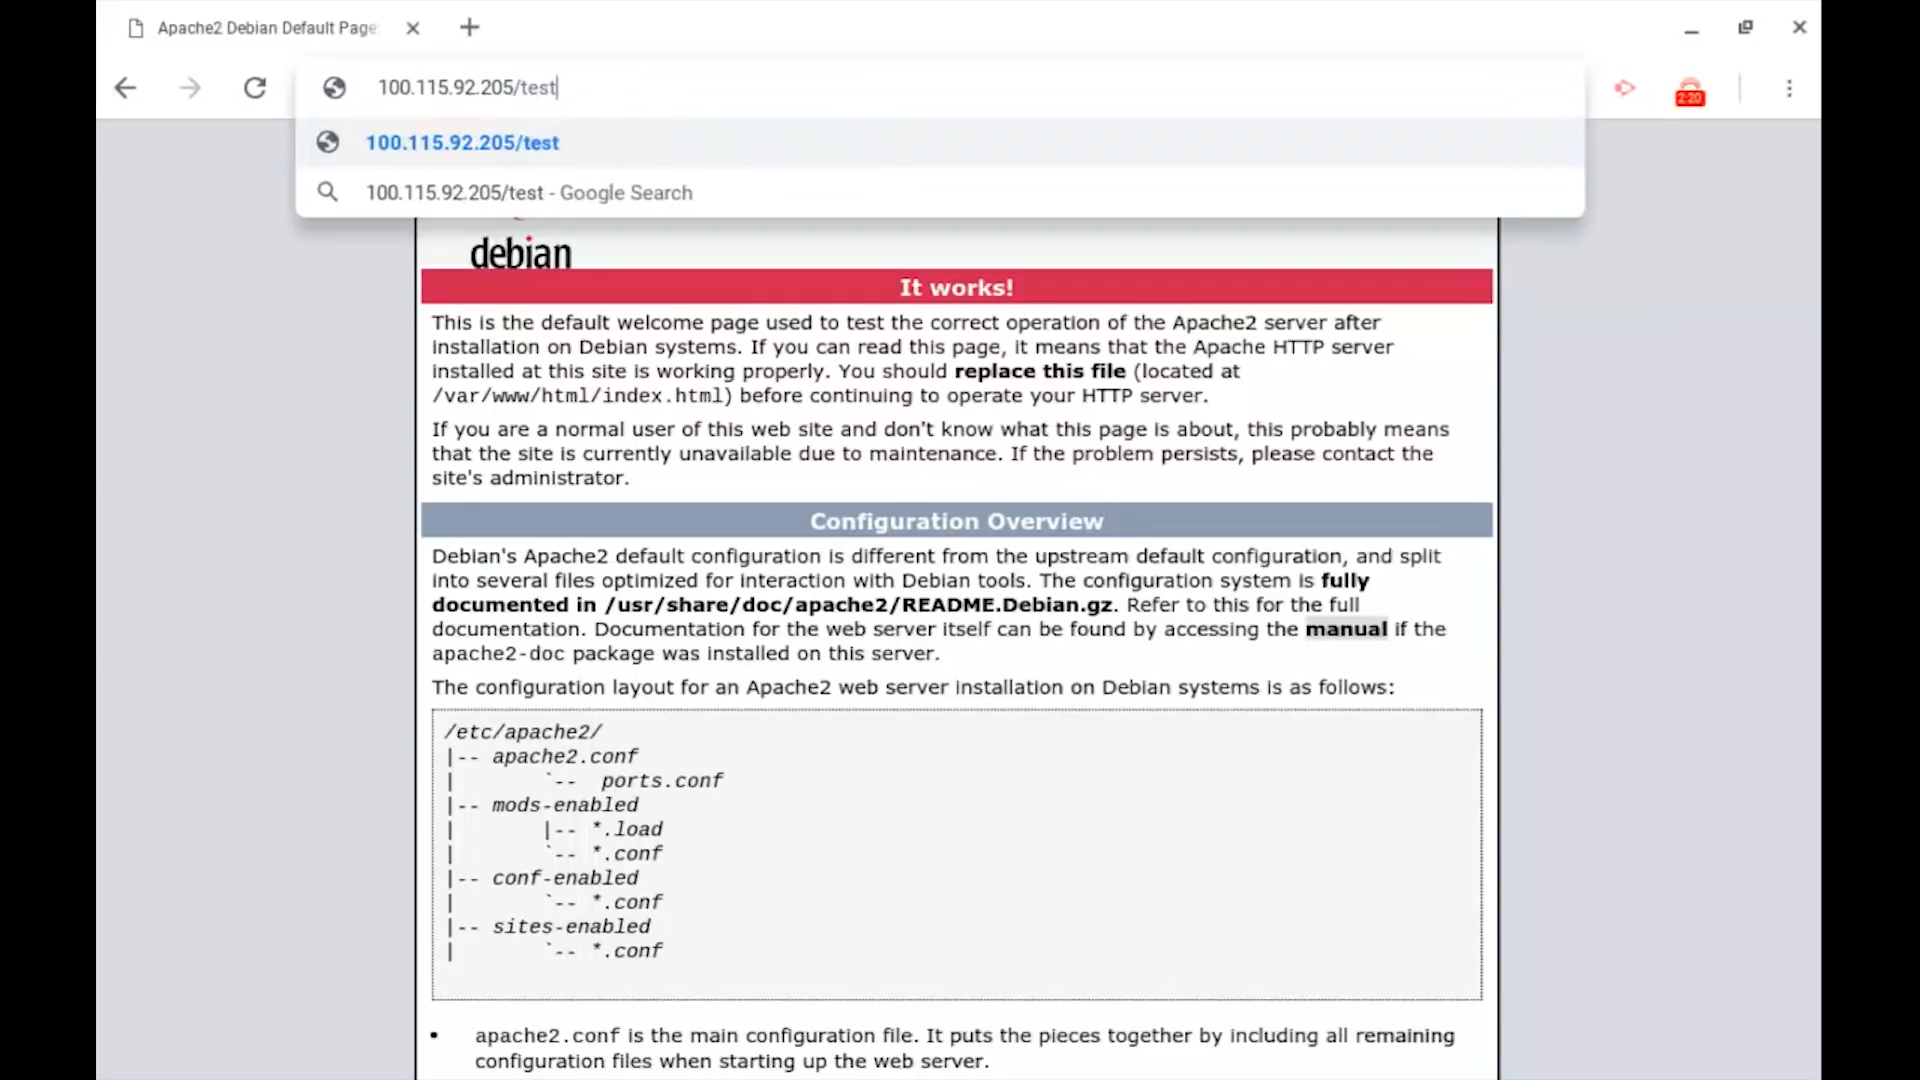 Apache2 Debian Default Page
100.115.92.205/test
2:20
100.115.92.205/test
100.115.92.205/test - Google Search
debian
It works!
This is the default welcome page used to test the correct operation of the Apache2 server after
installation on Debian systems. If you can read this page, it means that the Apache HTTP server
installed at this site is working properly. You should replace this file (located at
/var/www/html/index.html) before continuing to operate your HTTP server.
If you are a normal user of this web site and don't know what this page is about, this probably means
that the site is currently unavailable due to maintenance. If the problem persists, please contact the
site's administrator.
Configuration Overview
Debian's Apache2 default configuration is different from the upstream default configuration, and split
into several files optimized for interaction with Debian tools. The configuration system is fully
documented in /usr/share/doc/apache2/README.Debian.gz. Refer to this for the full
documentation. Documentation for the web server itself can be found by accessing the manual if the
apache2-doc package was installed on this server.
The configuration layout for an Apache2 web server installation on Debian systems is as follows:
/etc/apache2/
|-- apache2.conf
|       `--  ports.conf
|-- mods-enabled
|       |-- *.load
|       `-- *.conf
|-- conf-enabled
|       `-- *.conf
|-- sites-enabled
|       `-- *.conf
• apache2.conf is the main configuration file. It puts the pieces together by including all remaining
configuration files when starting up the web server.